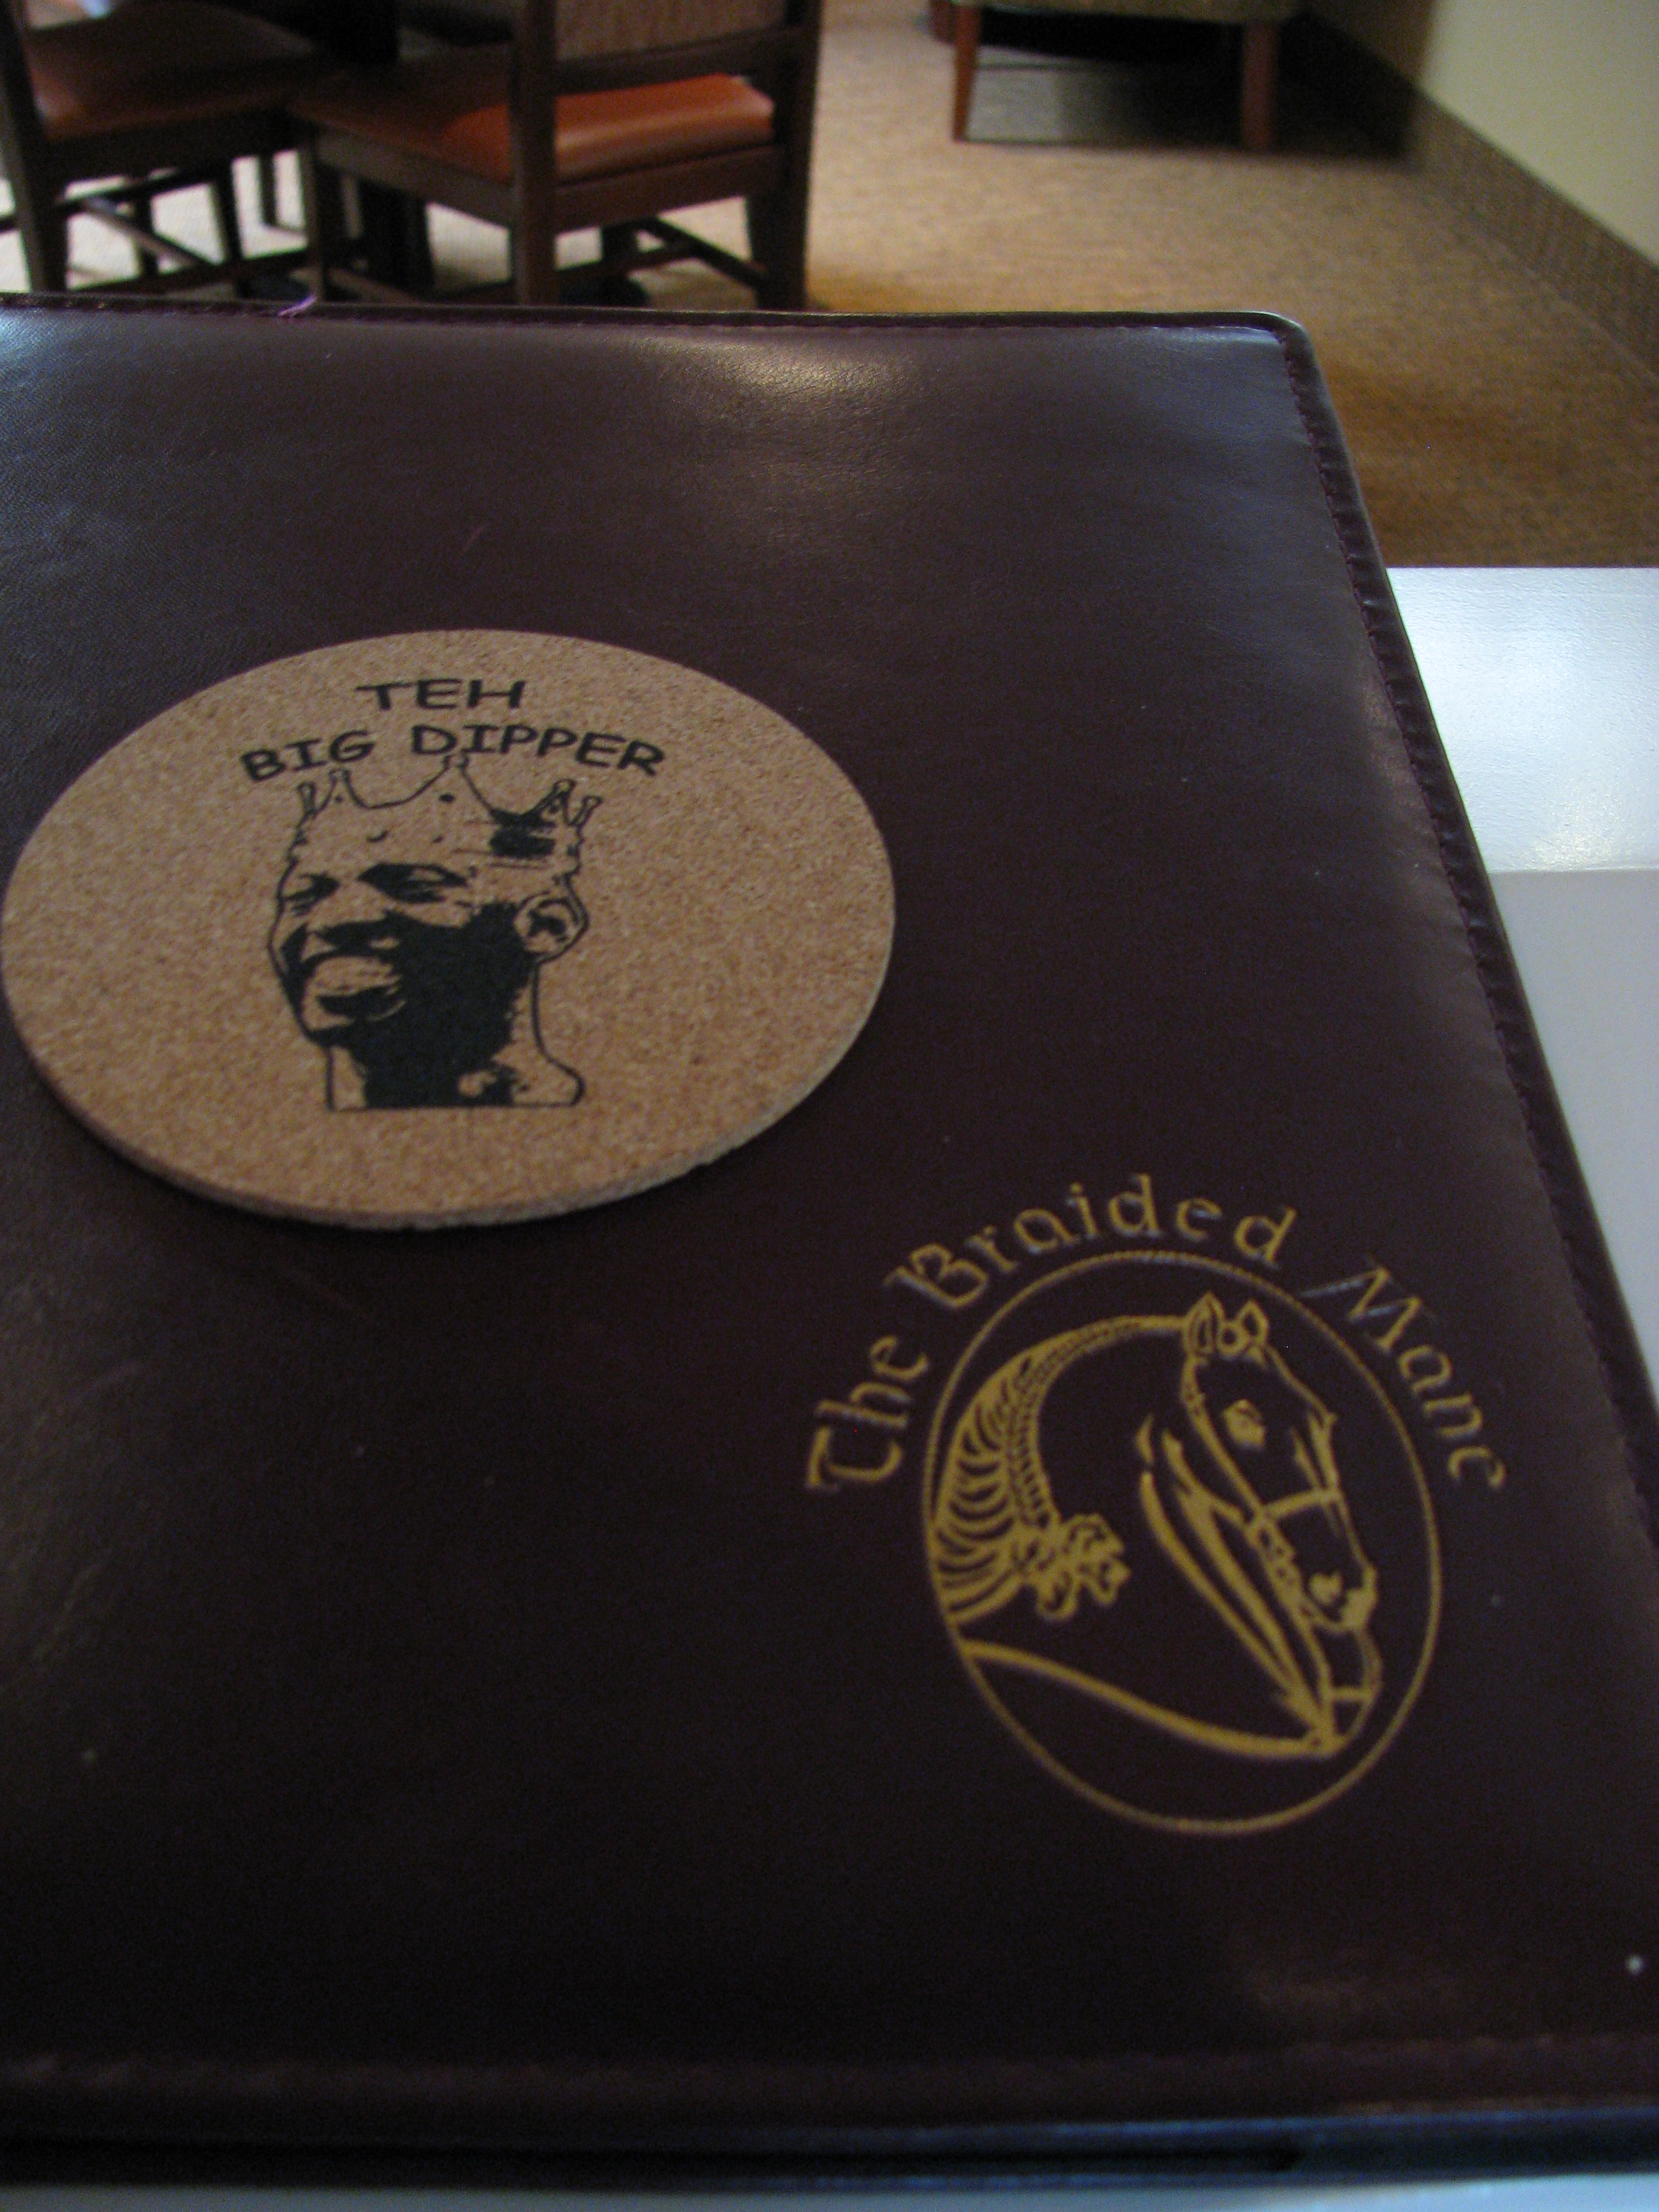 TEH
BIG DIPPER
The Braided Mane